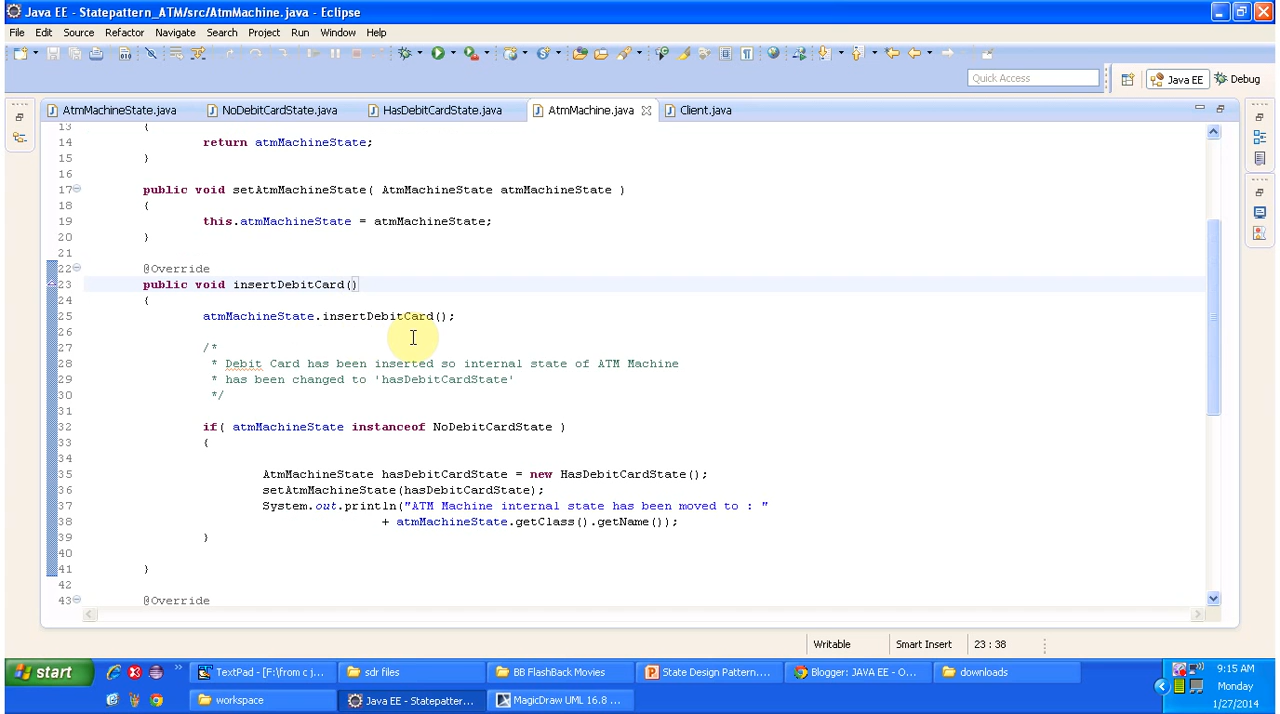 Java EE - Statepattern_ATM/src/AtmMachine.java - Eclipse
File Edit Source Refactor Navigate Search Project Run Window Help
Quick Access Java EE Debug
AtmMachineState.java NoDebitCardState.java HasDebitCardState.java AtmMachine.java Client.java
13 {
14 return atmMachineState;
15 }
16
17 public void setAtmMachineState( AtmMachineState atmMachineState )
18 {
19 this.atmMachineState = atmMachineState;
20 }
21
22 @Override
23 public void insertDebitCard()
24 {
25 atmMachineState.insertDebitCard();
26
27 /*
28 * Debit Card has been inserted so internal state of ATM Machine
29 * has been changed to 'hasDebitCardState'
30 */
31
32 if( atmMachineState instanceof NoDebitCardState )
33 {
34
35 AtmMachineState hasDebitCardState = new HasDebitCardState();
36 setAtmMachineState(hasDebitCardState);
37 System.out.println("ATM Machine internal state has been moved to : "
38 + atmMachineState.getClass().getName());
39 }
40
41 }
42
43 @Override
Writable Smart Insert 23 : 38
start TextPad - [F:\from c j... sdr files BB FlashBack Movies State Design Pattern.... Blogger: JAVA EE - O... downloads 9:15 AM
workspace Java EE - Statepattern... MagicDraw UML 16.8 ... Monday
1/27/2014